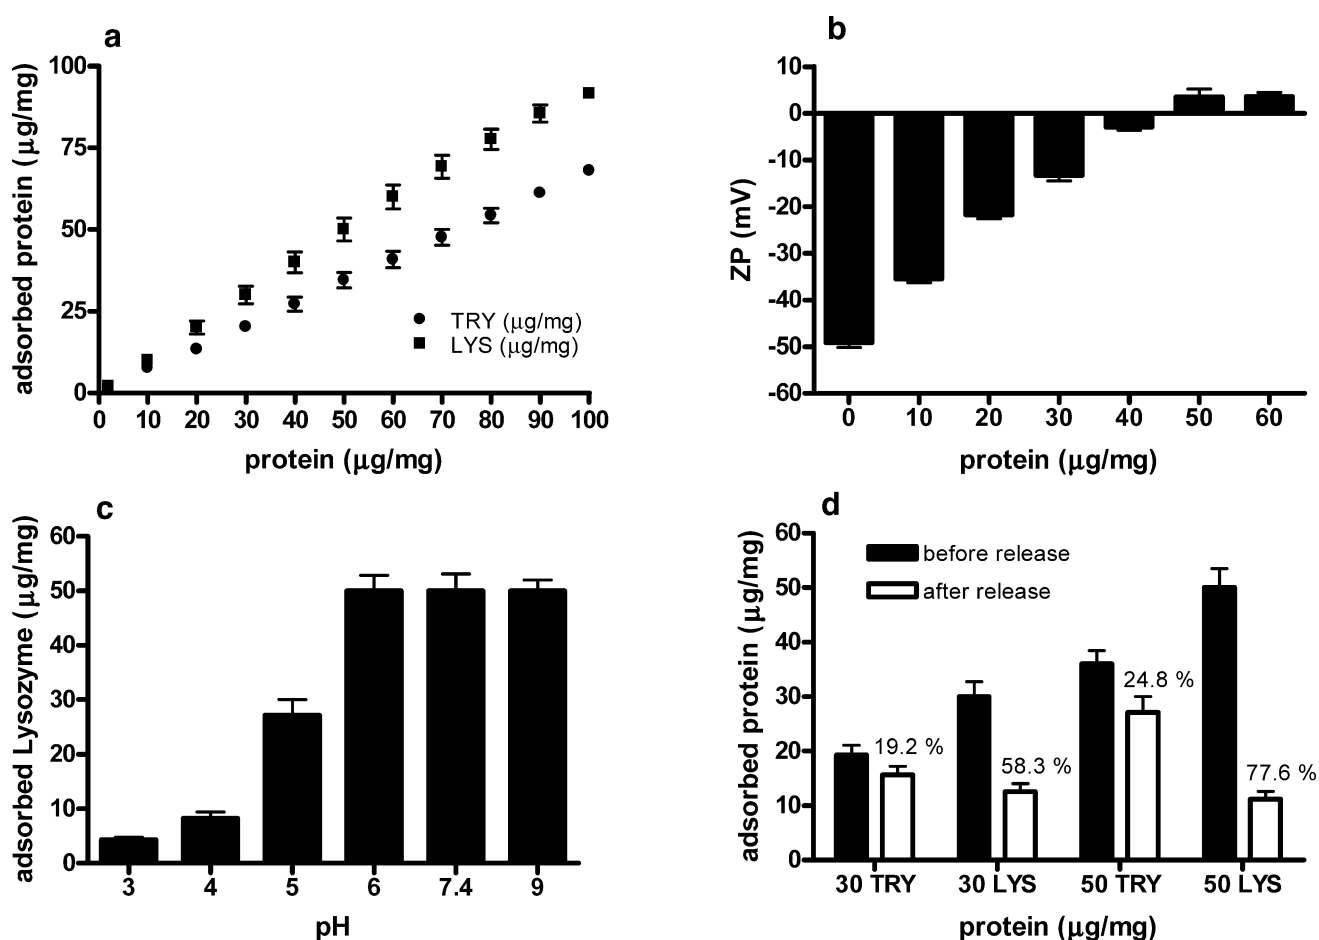 a
adsorbed protein (μg/mg)
100
75
50
25
0
TRY (μg/mg)
LYS (μg/mg)
0 10 20 30 40 50 60 70 80 90 100
protein (μg/mg)
b
ZP (mV)
10
0
-10
-20
-30
-40
-50
-60
0 10 20 30 40 50 60
protein (μg/mg)
c
adsorbed Lysozyme (μg/mg)
60
50
40
30
20
10
0
3 4 5 6 7.4 9
pH
d
adsorbed protein (μg/mg)
60
50
40
30
20
10
0
before release
after release
19.2 %
58.3 %
24.8 %
77.6 %
30 TRY 30 LYS 50 TRY 50 LYS
protein (μg/mg)